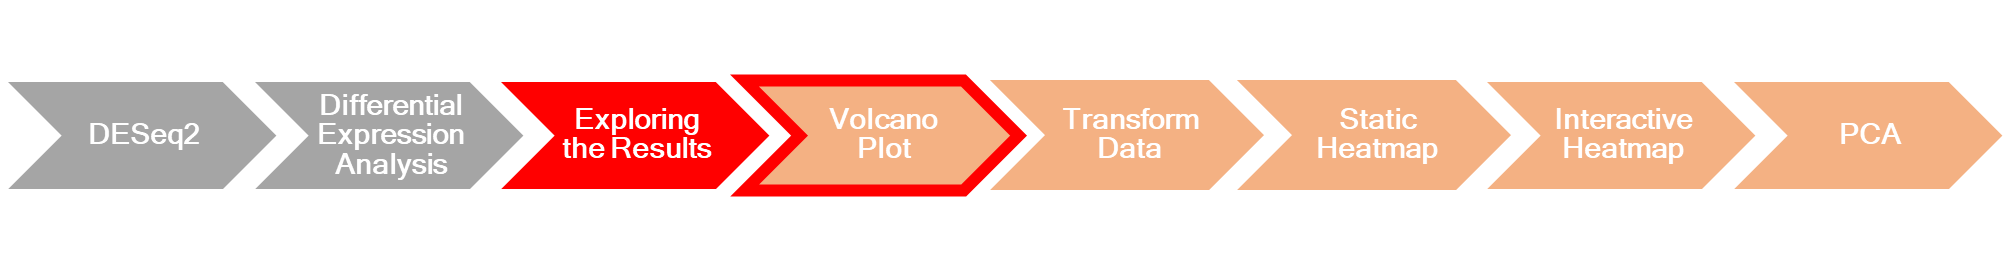 DESeq2
Differential
Expression
Analysis
Exploring
the Results
Volcano
Plot
Transform
Data
Static
Heatmap
Interactive
Heatmap
PCA